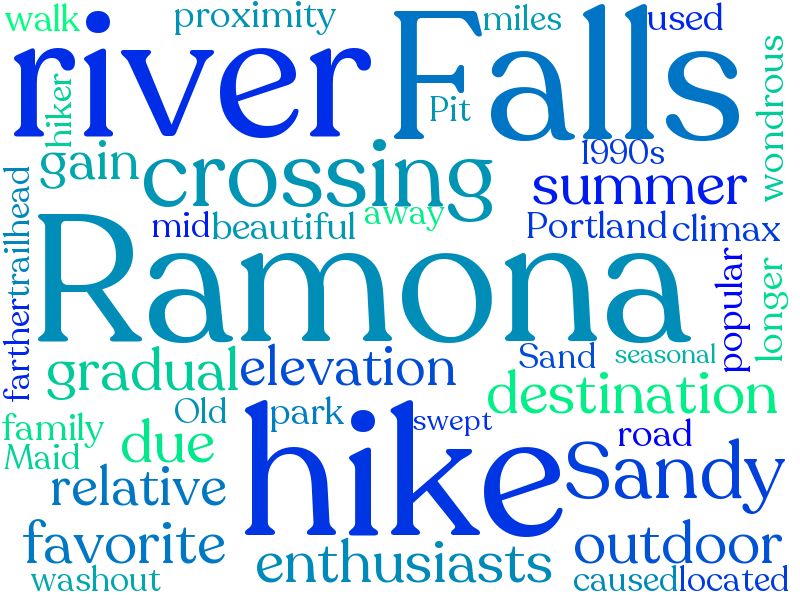 walk
proximity
miles
used
river
Falls
Pit
hiker
wondrous
gain
crossing
1990s
summer
away
mid
beautiful
Portland
climax
trailhead
Ramona
popular
longer
farther
gradual
elevation
Sand
seasonal
destination
Old
park
swept
family
due
hike
road
Maid
relative
Sandy
favorite
enthusiasts
outdoor
washout
caused
located